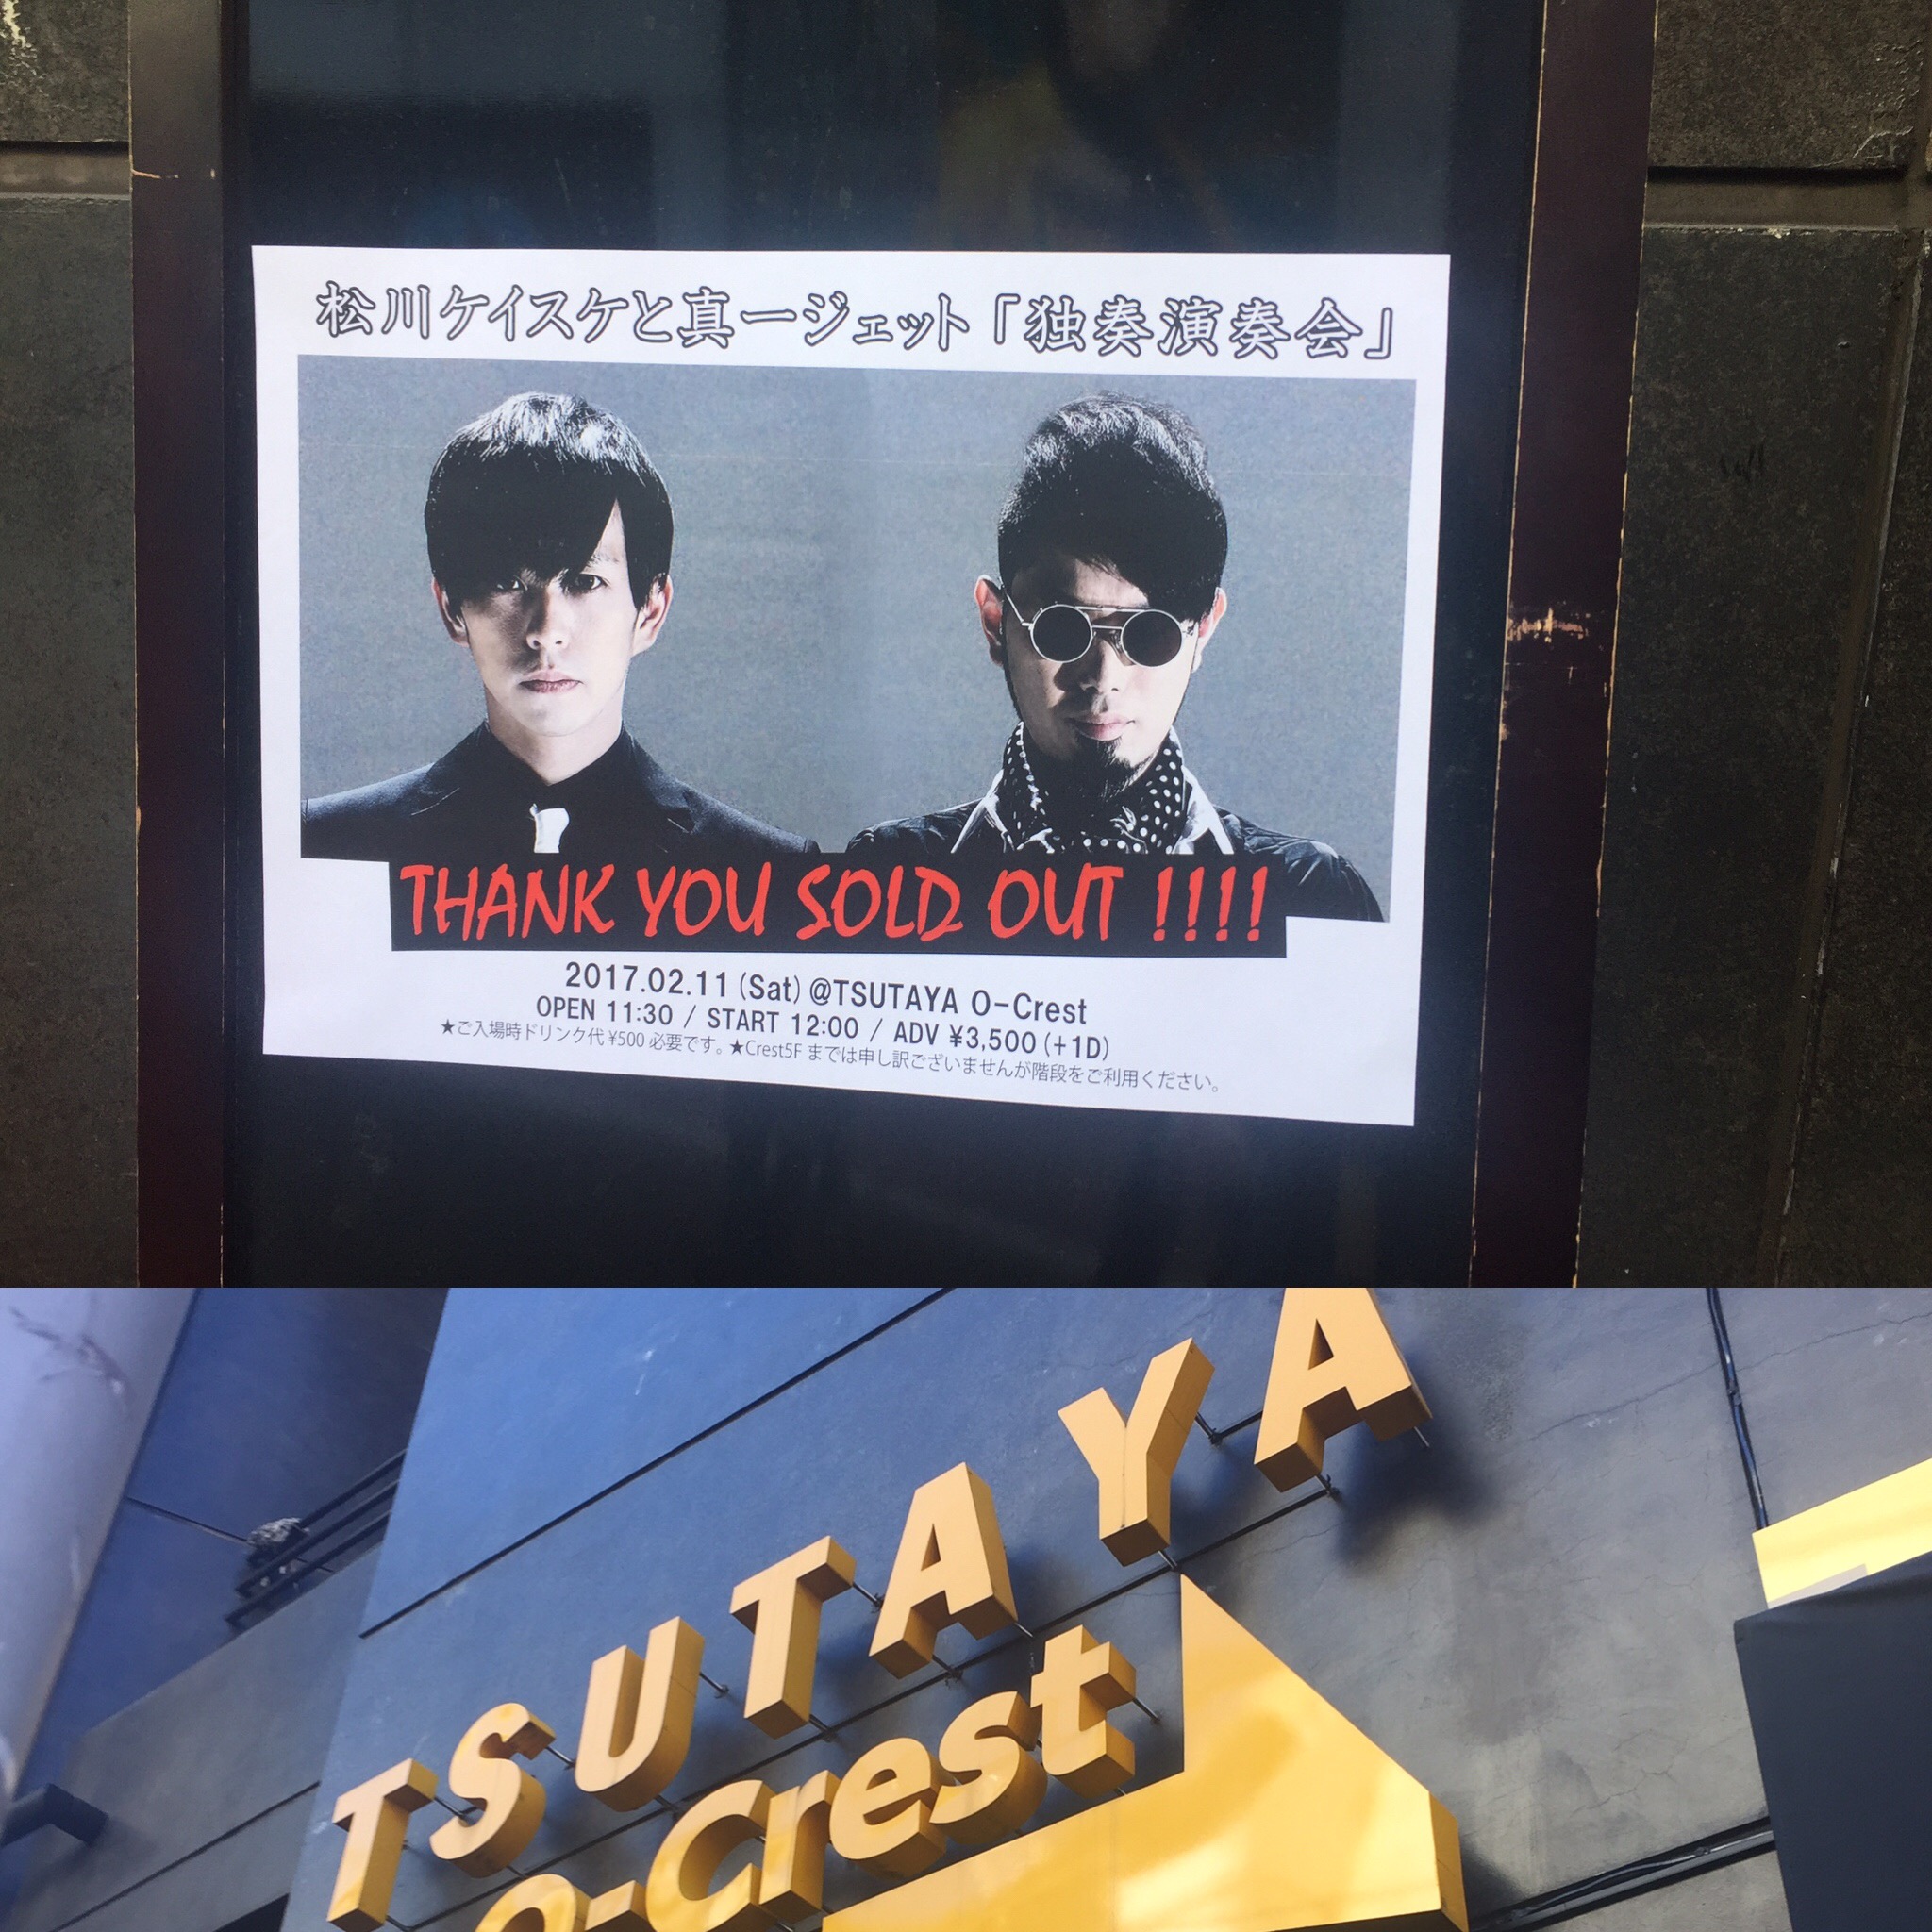 松川ケイスケと真一ジェット「独奏演奏会」
THANK YOU SOLD OUT !!!!
2017.02.11 (Sat) @TSUTAYA O-Crest
OPEN 11:30 / START 12:00 / ADV ¥3,500 (+1D)
★ご入場時ドリンク代 ¥500 必要です。★Crest5F までは申し訳ございませんが階段をご利用ください。
TSUTAYA
O-Crest